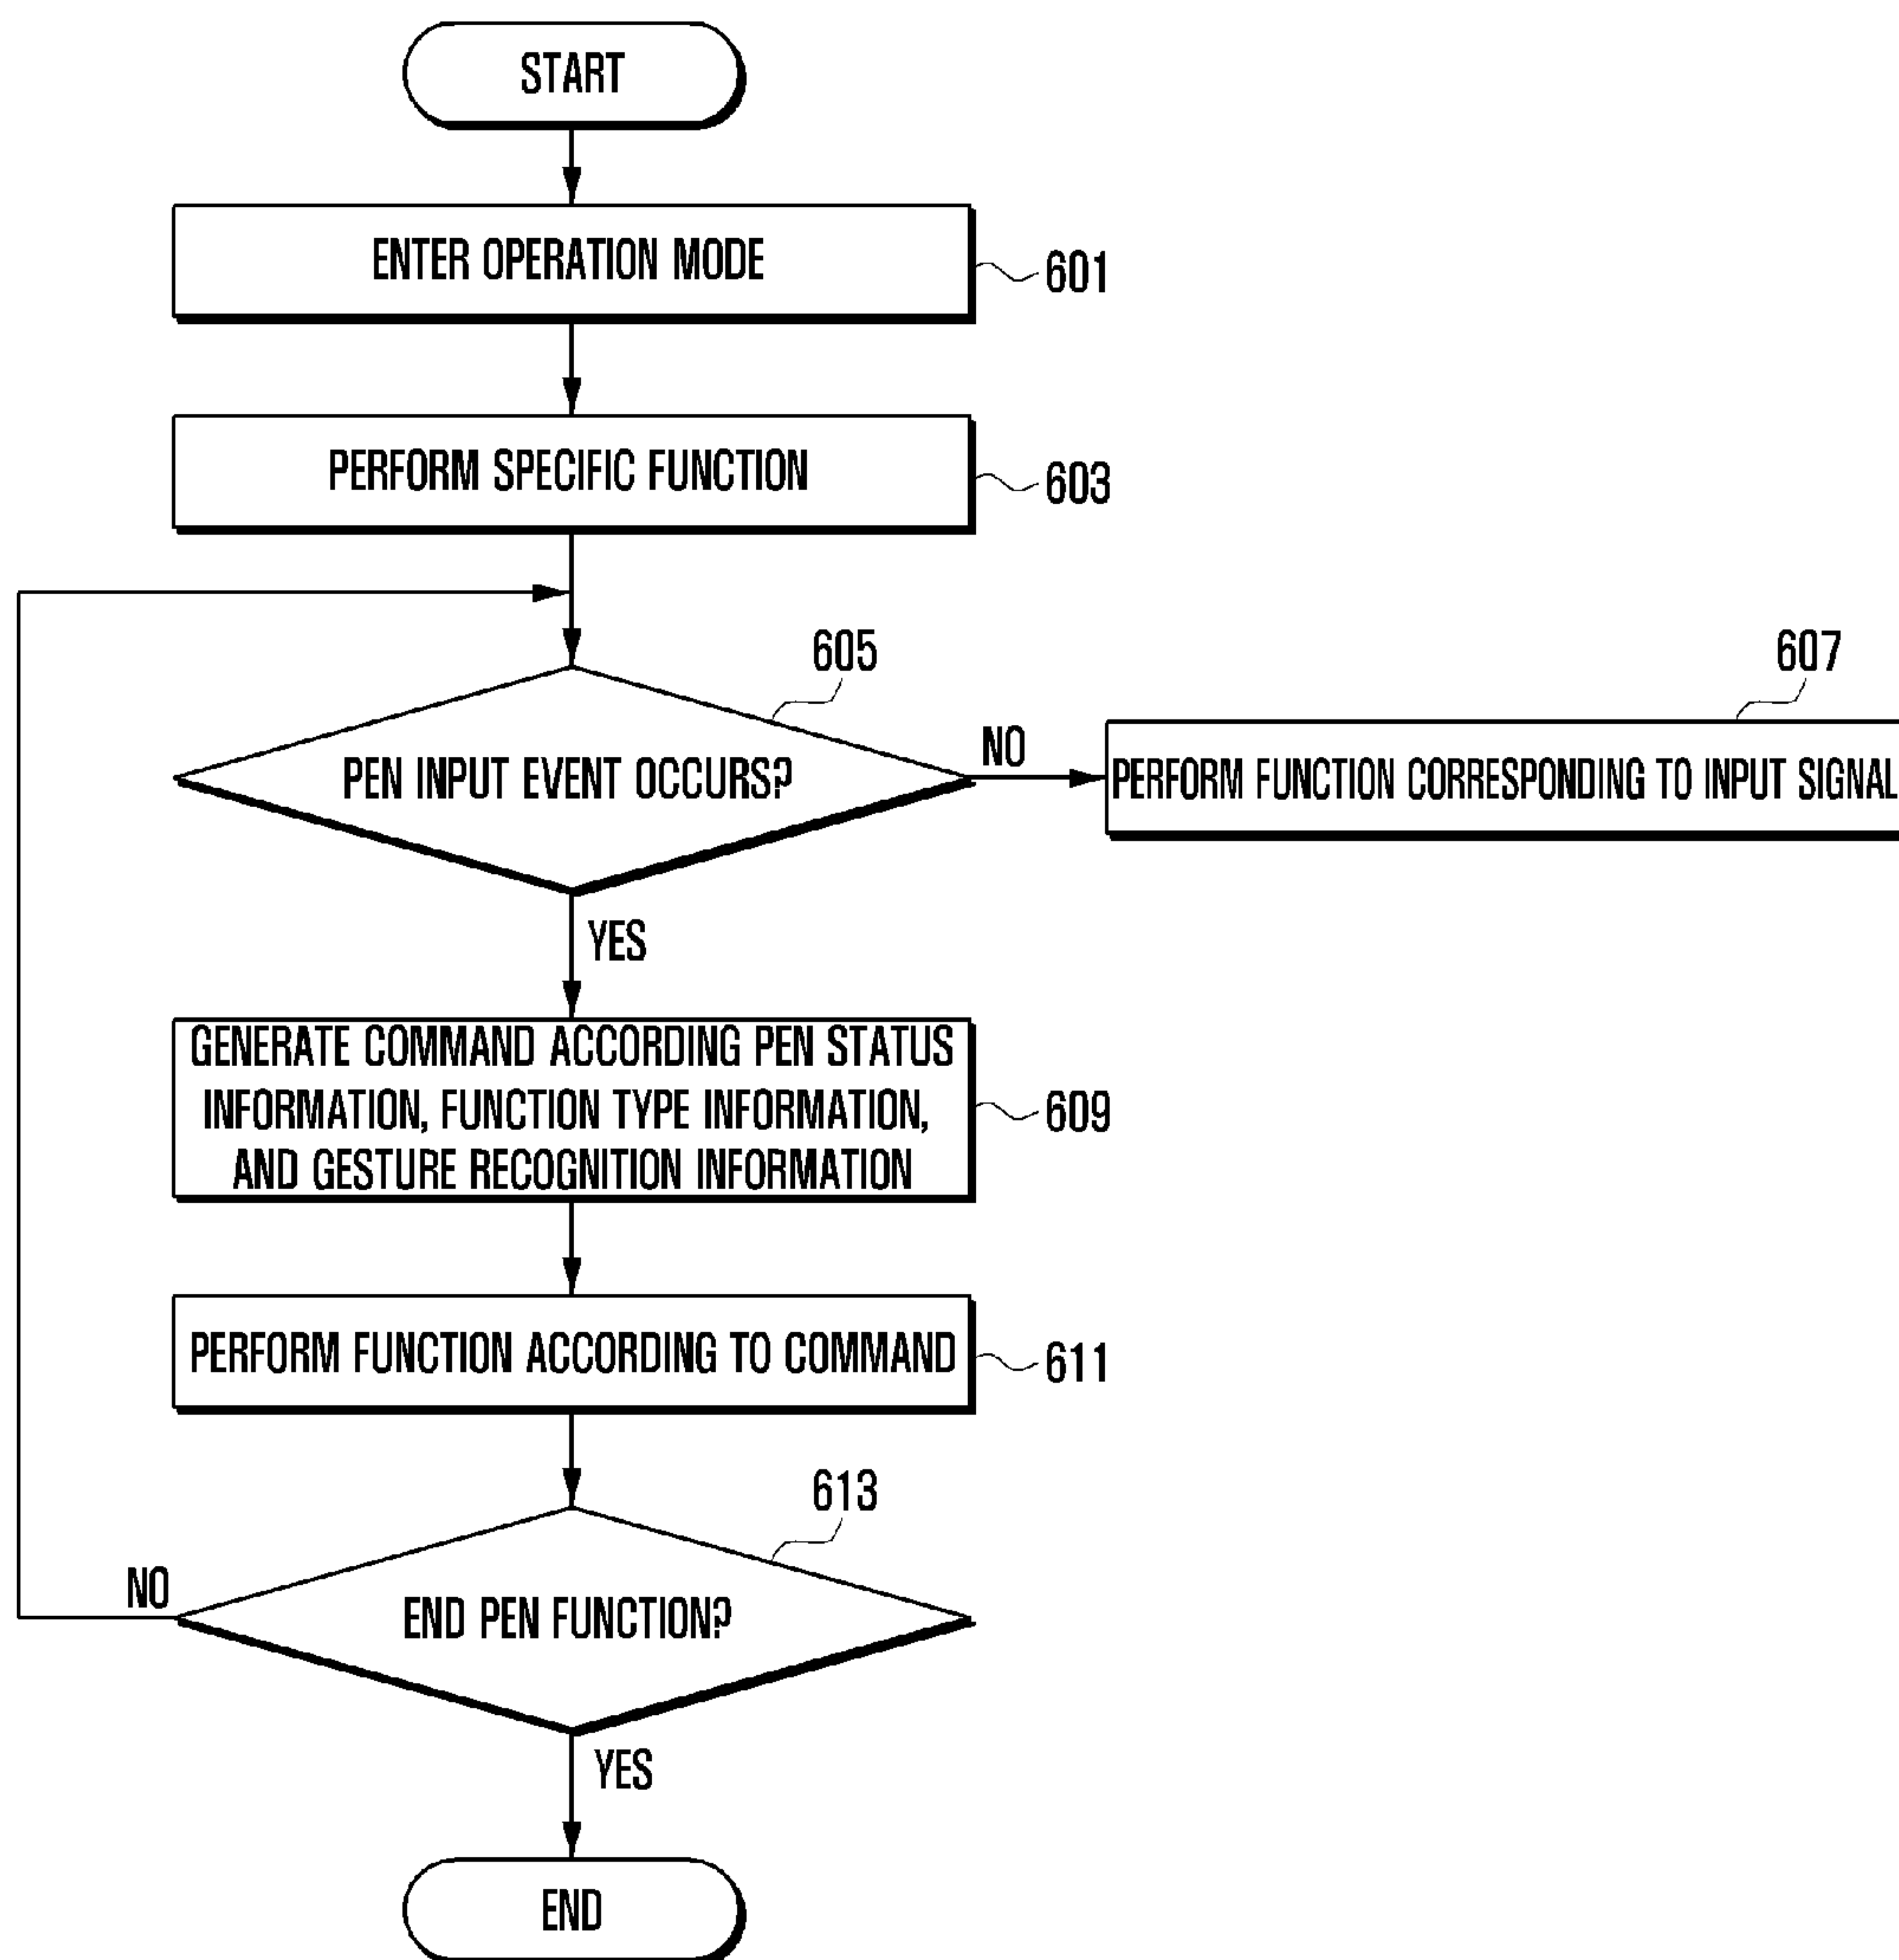 START
ENTER OPERATION MODE
601
PERFORM SPECIFIC FUNCTION
603
605
607
PEN INPUT EVENT OCCURS?
NO
PERFORM FUNCTION CORRESPONDING TO INPUT SIGNAL
YES
GENERATE COMMAND ACCORDING PEN STATUS
INFORMATION, FUNCTION TYPE INFORMATION,
AND GESTURE RECOGNITION INFORMATION
609
PERFORM FUNCTION ACCORDING TO COMMAND
611
613
NO
END PEN FUNCTION?
YES
END